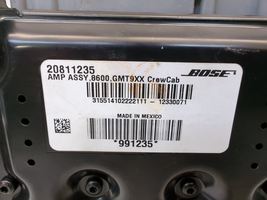 20811235
AMP ASSY.8600.GMT9XX CrewCab
BOSE
315514102222111 -- 12330071
MADE IN MEXICO
*991235*